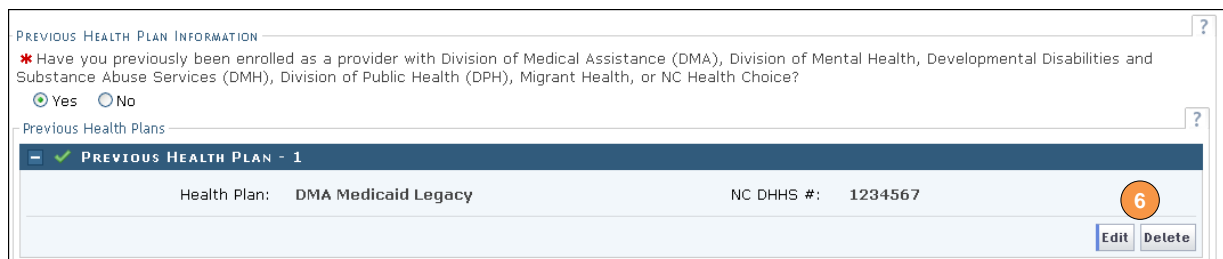 PREVIOUS HEALTH PLAN INFORMATION
?
* Have you previously been enrolled as a provider with Division of Medical Assistance (DMA), Division of Mental Health, Developmental Disabilities and
Substance Abuse Services (DMH), Division of Public Health (DPH), Migrant Health, or NC Health Choice?
Yes No
Previous Health Plans
?
PREVIOUS HEALTH PLAN - 1
Health Plan: DMA Medicaid Legacy NC DHHS #: 1234567
6
Edit Delete